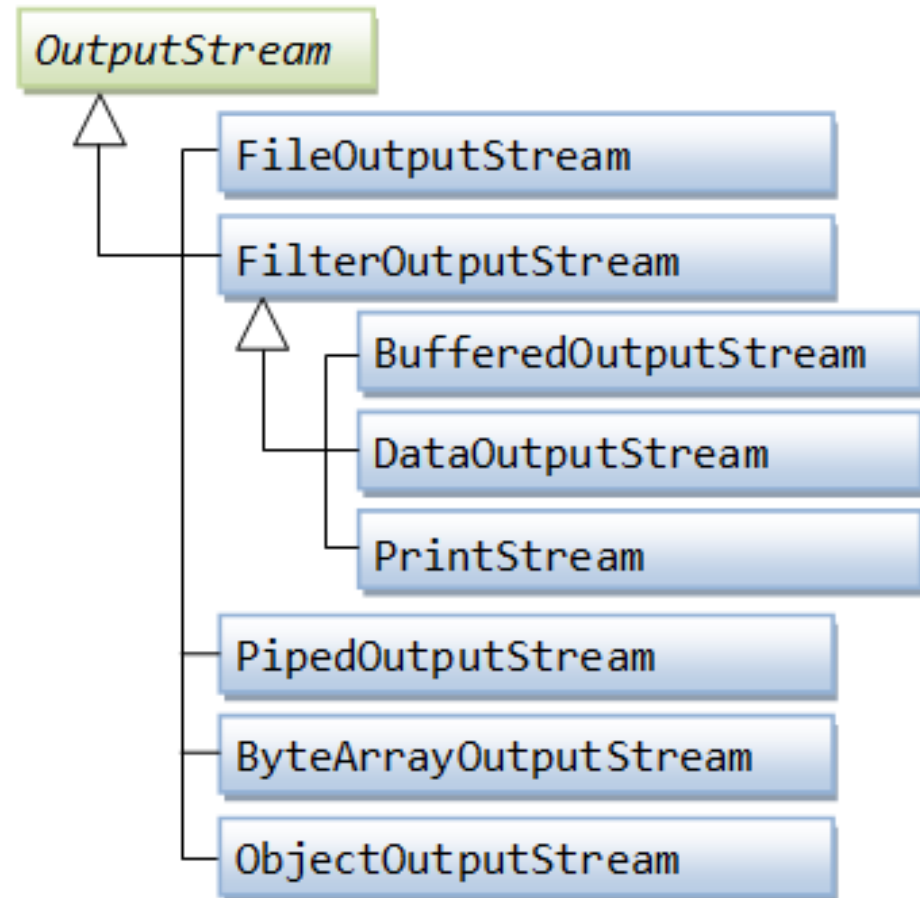 OutputStream
FileOutputStream
FilterOutputStream
BufferedOutputStream
DataOutputStream
PrintStream
PipedOutputStream
ByteArrayOutputStream
ObjectOutputStream